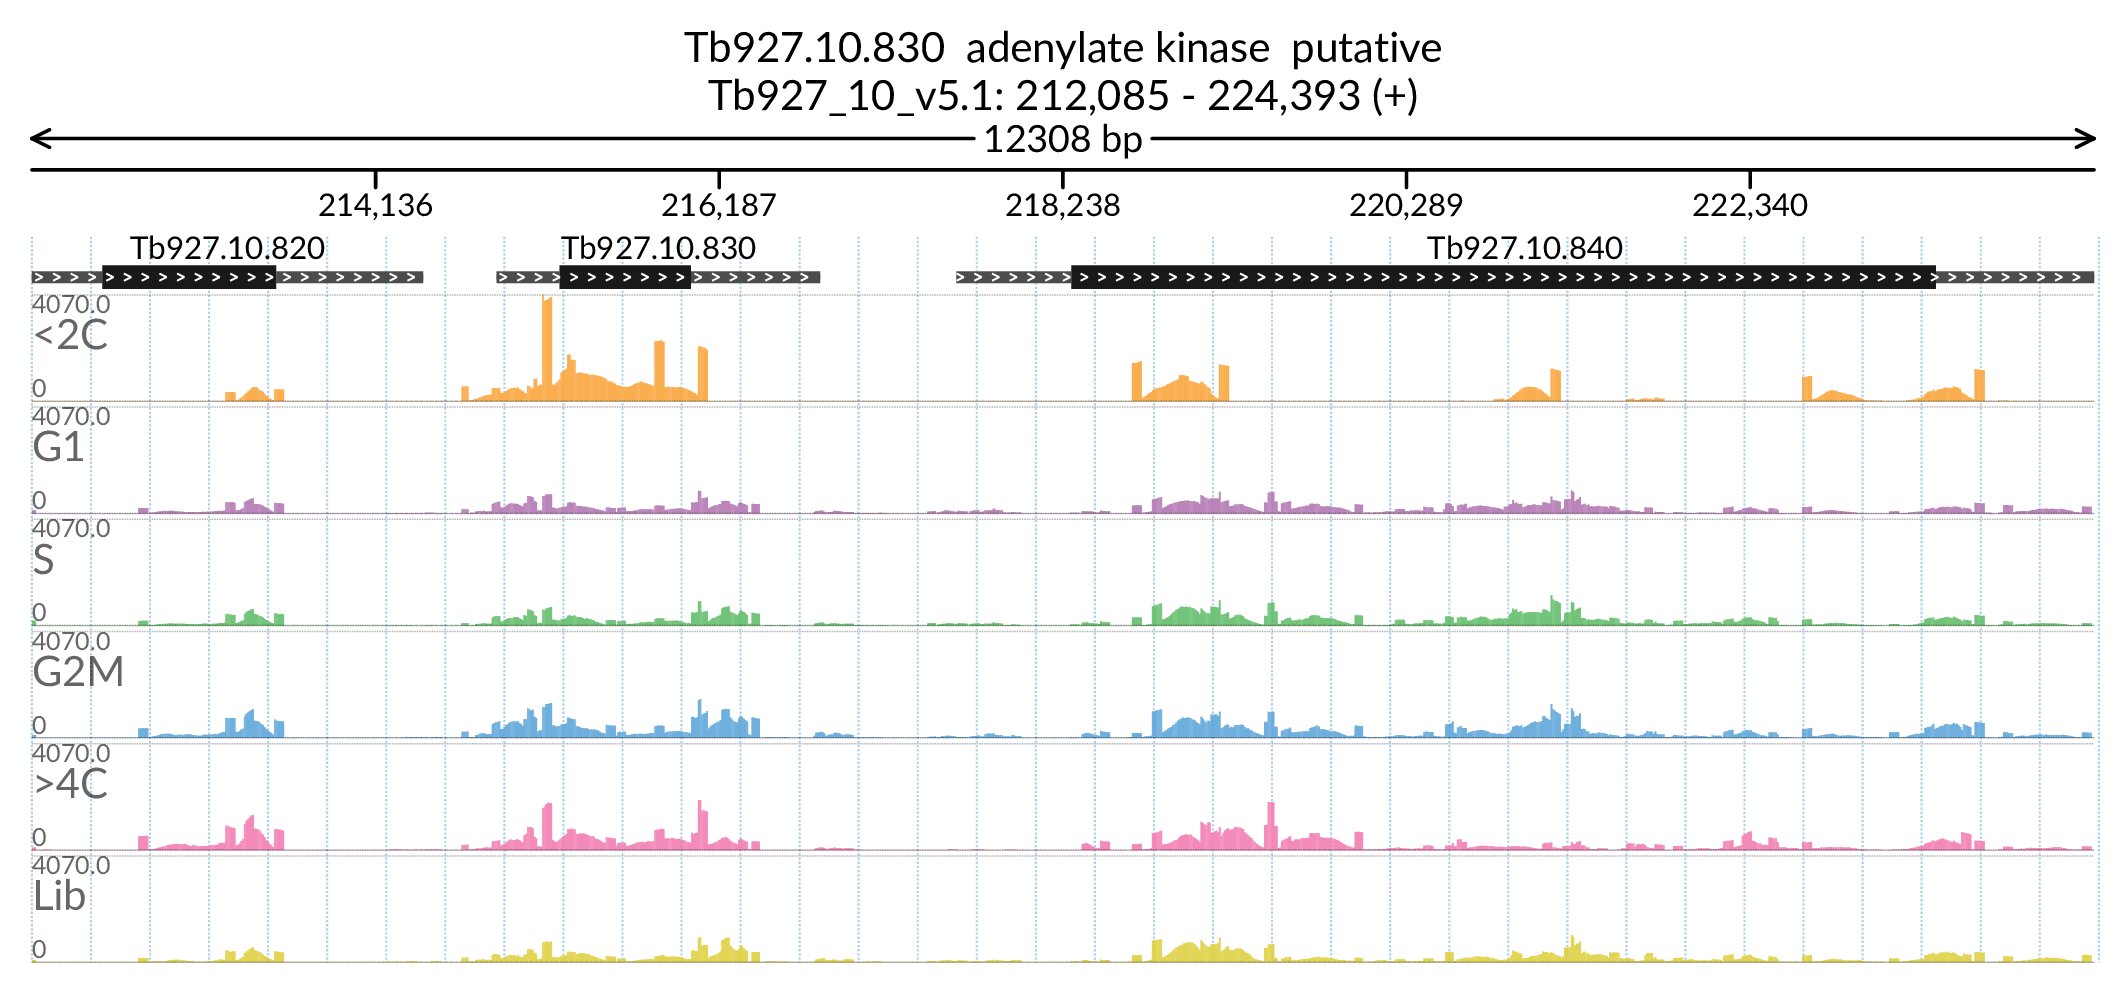 Tb927.10.830  adenylate kinase  putative
Tb927_10_v5.1: 212,085 - 224,393 (+)
12308 bp
214,136 216,187 218,238 220,289 222,340
Tb927.10.820 Tb927.10.830 Tb927.10.840
4070.0
<2C
0
4070.0
G1
0
4070.0
S
0
4070.0
G2M
0
4070.0
>4C
0
4070.0
Lib
0